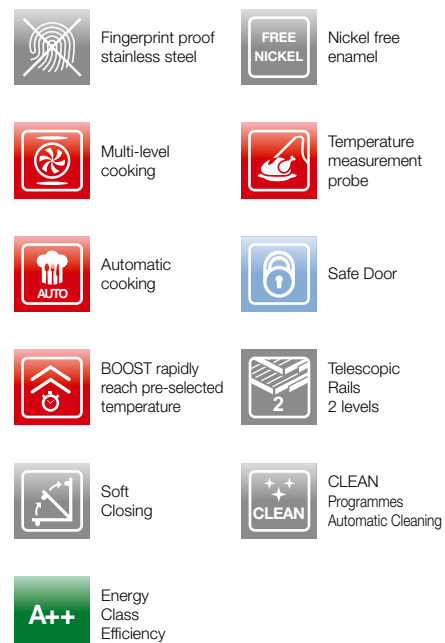 Fingerprint proof
stainless steel
FREE
NICKEL
Nickel free
enamel
Multi-level
cooking
Temperature
measurement
probe
AUTO
Automatic
cooking
Safe Door
BOOST rapidly
reach pre-selected
temperature
2
Telescopic
Rails
2 levels
Soft
Closing
CLEAN
CLEAN
Programmes
Automatic Cleaning
A++
Energy
Class
Efficiency